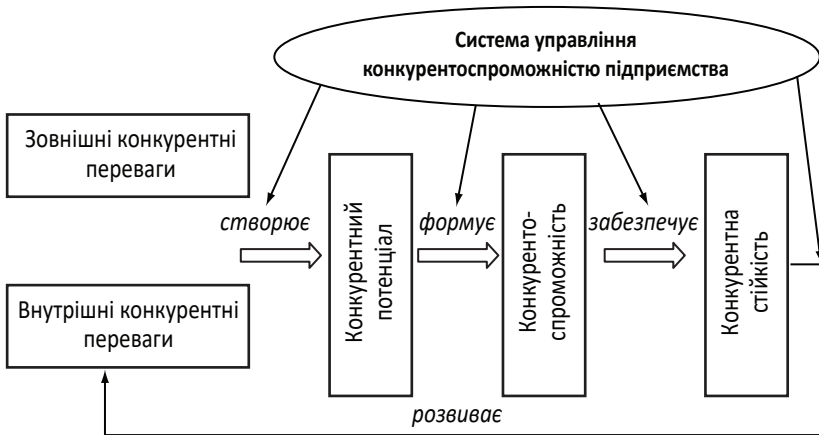 Система управління
конкурентоспроможністю підприємства
Зовнішні конкурентні
переваги
створює
формує
забезпечує
Конкурентний
потенціал
Конкуренто-
спроможність
Конкурентна
стійкість
Внутрішні конкурентні
переваги
розвиває